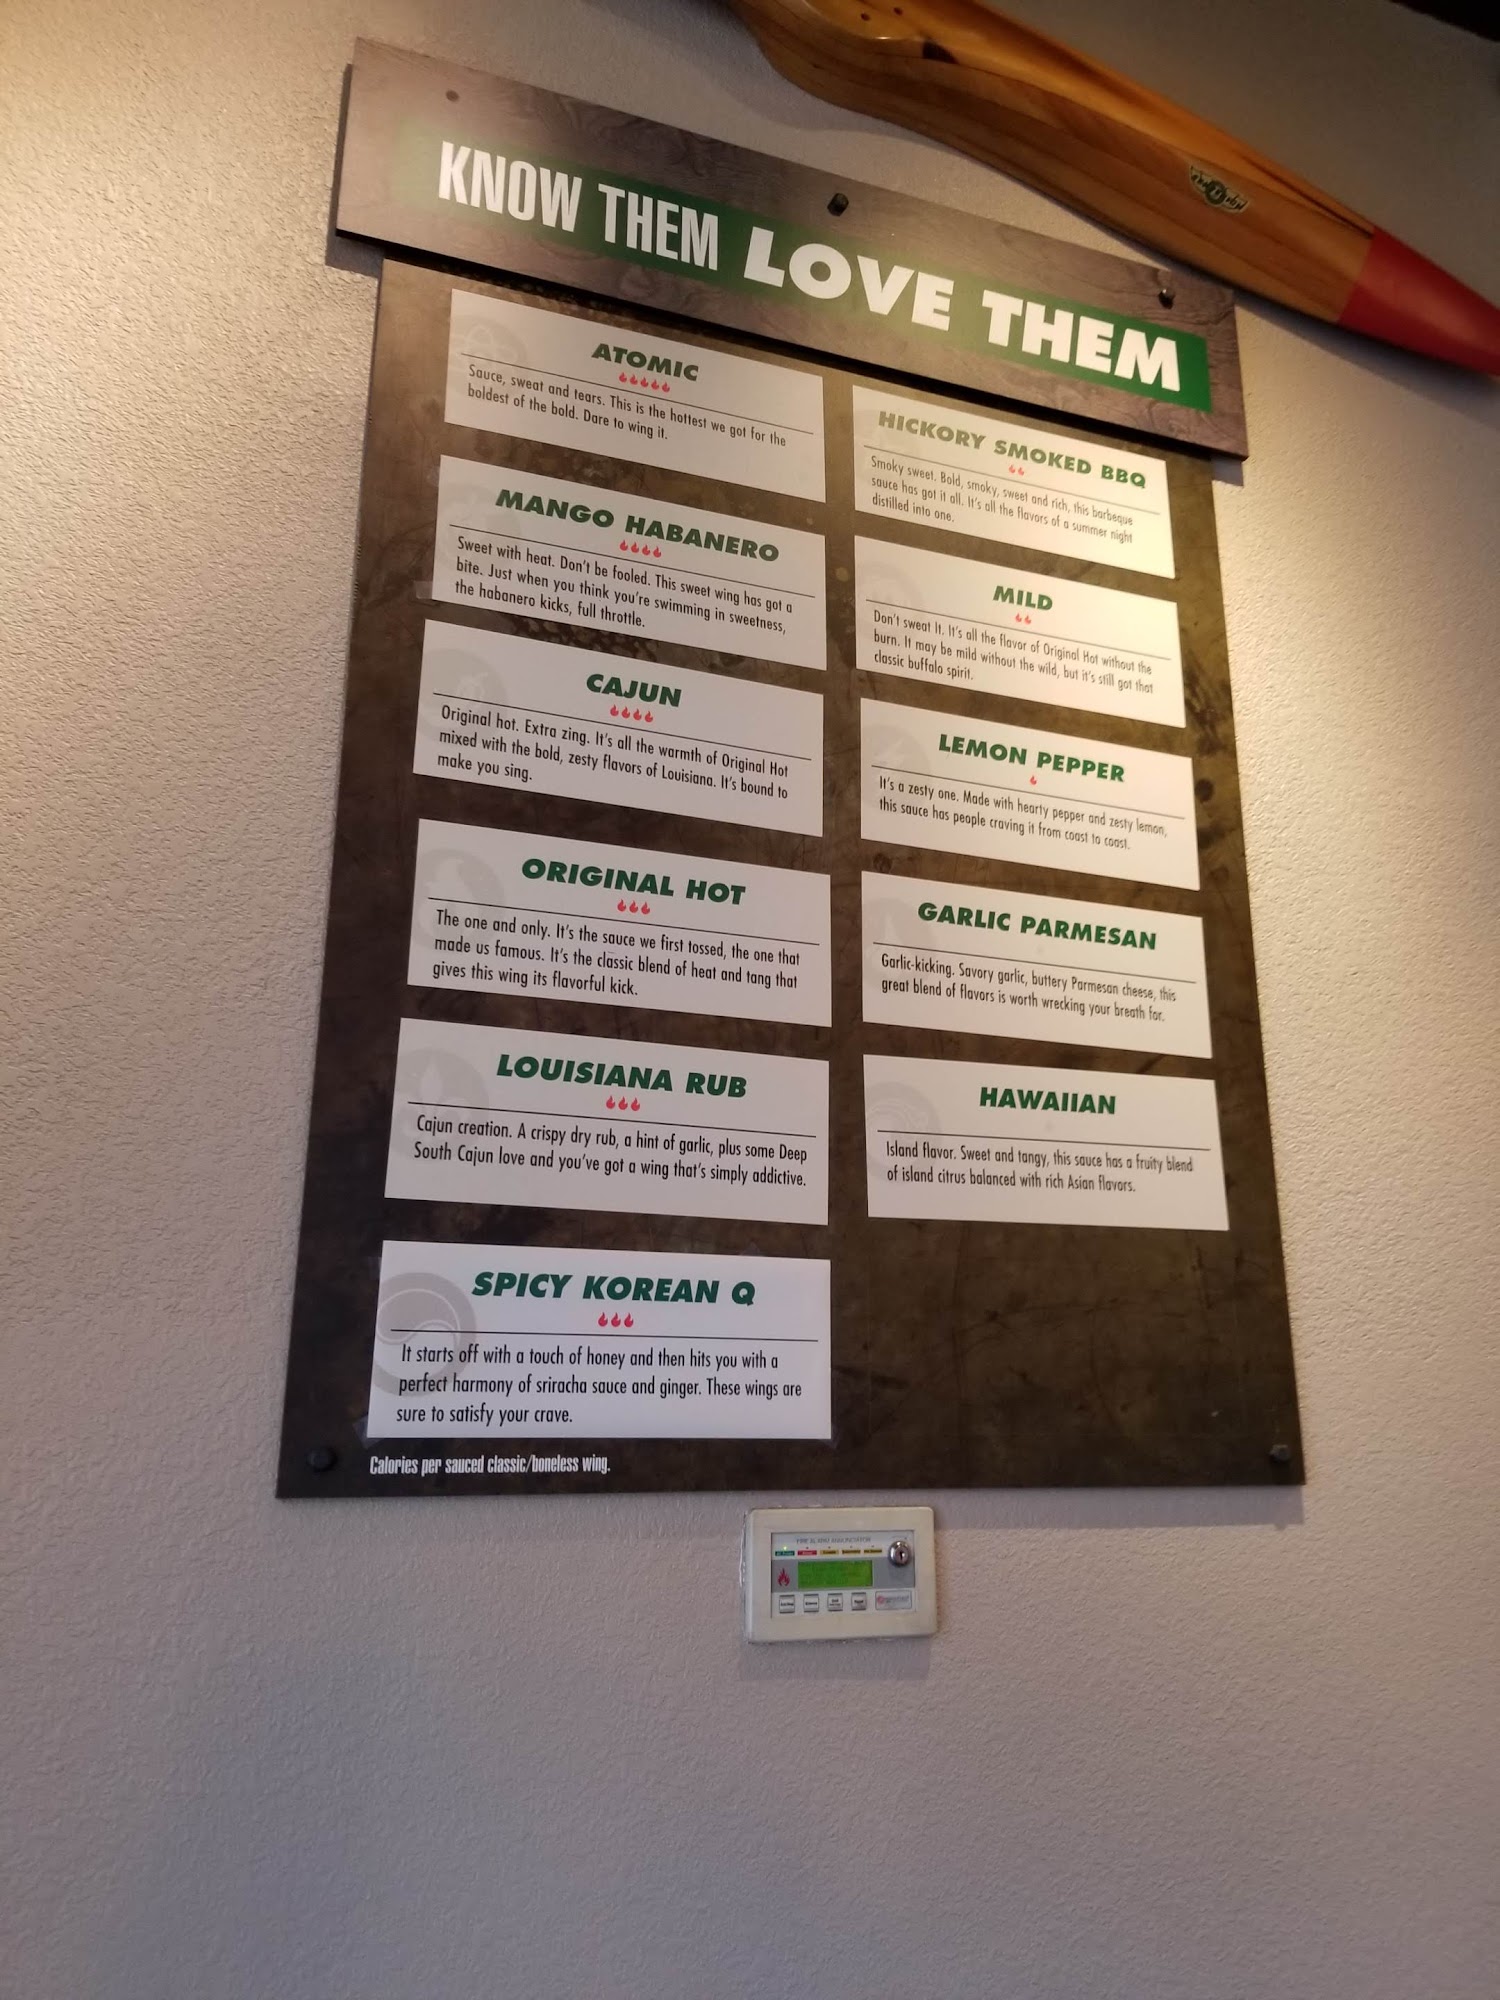 KNOW THEM LOVE THEM
ATOMIC
Sauce, sweat and tears. This is the hottest we got for the
boldest of the bold. Dare to wing it.
MANGO HABANERO
Sweet with heat. Don't be fooled. This sweet wing has got a
bite. Just when you think you're swimming in sweetness,
the habanero kicks, full throttle.
CAJUN
Original hot. Extra zing. It's all the warmth of Original Hot
mixed with the bold, zesty flavors of Louisiana. It's bound to
make you sing.
ORIGINAL HOT
The one and only. It's the sauce we first tossed, the one that
made us famous. It's the classic blend of heat and tang that
gives this wing its flavorful kick.
LOUISIANA RUB
Cajun creation. A crispy dry rub, a hint of garlic, plus some Deep
South Cajun love and you've got a wing that's simply addictive.
SPICY KOREAN Q
It starts off with a touch of honey and then hits you with a
perfect harmony of sriracha sauce and ginger. These wings are
sure to satisfy your crave.
Calories per sauced classic/boneless wing.
HICKORY SMOKED BBQ
Smoky sweet. Bold, smoky, sweet and rich, this barbeque
sauce has got it all. It's all the flavors of a summer night
distilled into one.
MILD
Don't sweat It. It's all the flavor of Original Hot without the
burn. It may be mild without the wild, but it's still got that
classic buffalo spirit.
LEMON PEPPER
It's a zesty one. Made with hearty pepper and zesty lemon,
this sauce has people craving it from coast to coast.
GARLIC PARMESAN
Garlic-kicking. Savory garlic, buttery Parmesan cheese, this
great blend of flavors is worth wrecking your breath for.
HAWAIIAN
Island flavor. Sweet and tangy, this sauce has a fruity blend
of island citrus balanced with rich Asian flavors.
FIRE ALARM ANNUNCIATOR